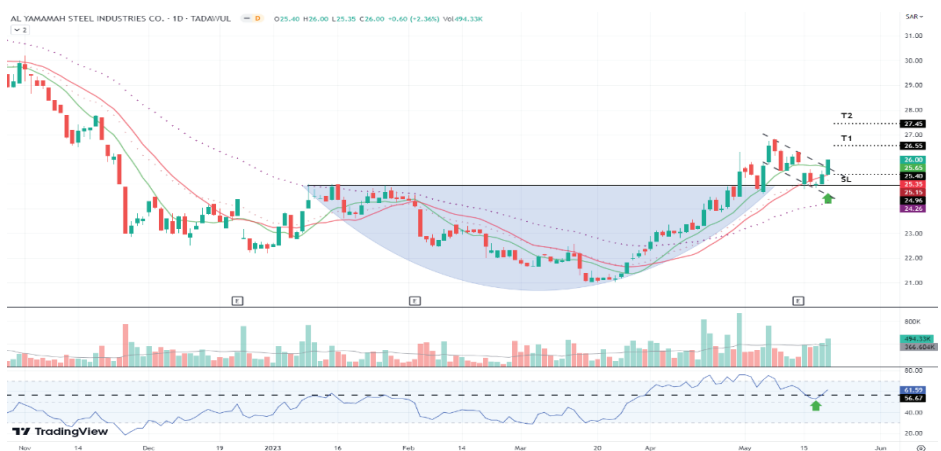 AL YAMAMAH STEEL INDUSTRIES CO. · 1D · TADAWUL D O25.40 H26.00 L25.35 C26.00 +0.60 (+2.36%) Vol494.33K
SAR
2
31.00
30.00
29.00
28.00
T2
27.45
27.00
T1
26.55
26.00
25.65
25.40
SL
25.35
25.15
24.96
24.26
23.00
22.00
21.00
E
E
E
800K
494.33K
366.604K
80.00
61.59
56.67
40.00
20.00
TradingView
Nov
14
Dec
19
2023
16
Feb
14
Mar
20
Apr
May
15
Jun